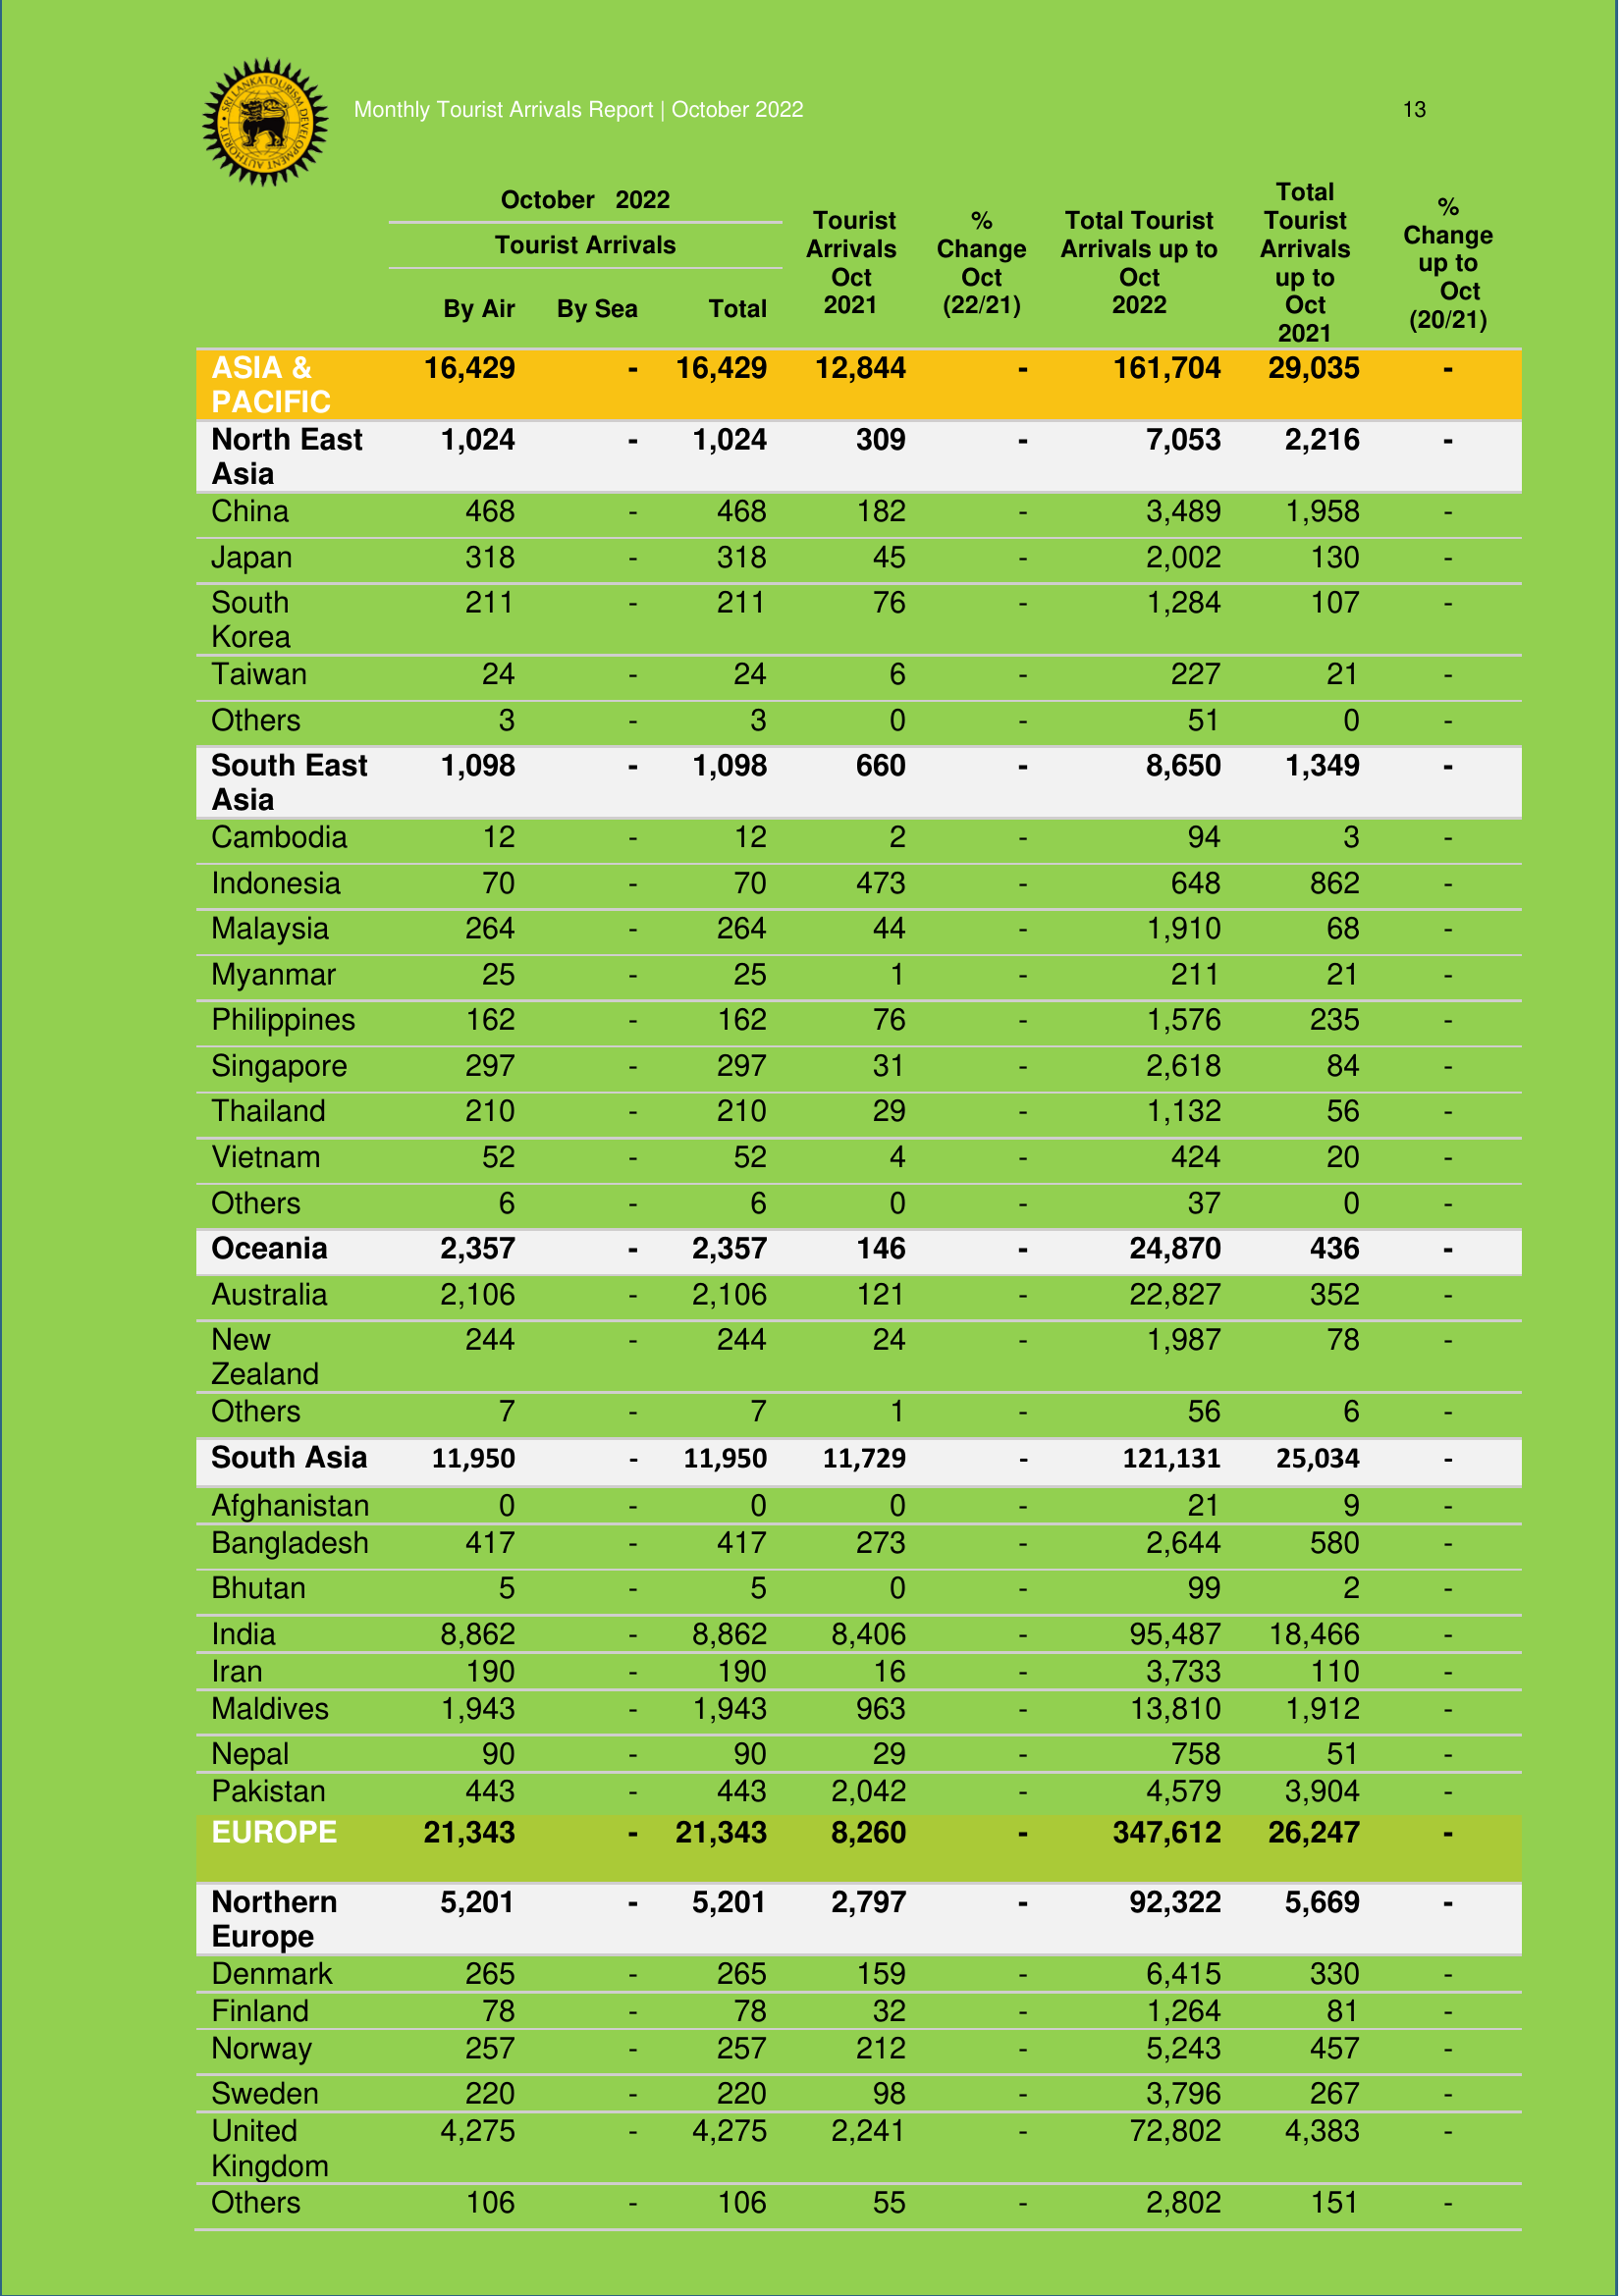 SRI LANKA TOURISM DEVELOPMENT AUTHORITY
Monthly Tourist Arrivals Report | October 2022 13
October 2022
Tourist Arrivals
By Air By Sea Total
Tourist Arrivals Oct 2021
% Change Oct (22/21)
Total Tourist Arrivals up to Oct 2022
Total Tourist Arrivals up to Oct 2021
% Change up to Oct (20/21)
ASIA & PACIFIC 16,429 - 16,429 12,844 - 161,704 29,035 -
North East Asia 1,024 - 1,024 309 - 7,053 2,216 -
China 468 - 468 182 - 3,489 1,958 -
Japan 318 - 318 45 - 2,002 130 -
South Korea 211 - 211 76 - 1,284 107 -
Taiwan 24 - 24 6 - 227 21 -
Others 3 - 3 0 - 51 0 -
South East Asia 1,098 - 1,098 660 - 8,650 1,349 -
Cambodia 12 - 12 2 - 94 3 -
Indonesia 70 - 70 473 - 648 862 -
Malaysia 264 - 264 44 - 1,910 68 -
Myanmar 25 - 25 1 - 211 21 -
Philippines 162 - 162 76 - 1,576 235 -
Singapore 297 - 297 31 - 2,618 84 -
Thailand 210 - 210 29 - 1,132 56 -
Vietnam 52 - 52 4 - 424 20 -
Others 6 - 6 0 - 37 0 -
Oceania 2,357 - 2,357 146 - 24,870 436 -
Australia 2,106 - 2,106 121 - 22,827 352 -
New Zealand 244 - 244 24 - 1,987 78 -
Others 7 - 7 1 - 56 6 -
South Asia 11,950 - 11,950 11,729 - 121,131 25,034 -
Afghanistan 0 - 0 0 - 21 9 -
Bangladesh 417 - 417 273 - 2,644 580 -
Bhutan 5 - 5 0 - 99 2 -
India 8,862 - 8,862 8,406 - 95,487 18,466 -
Iran 190 - 190 16 - 3,733 110 -
Maldives 1,943 - 1,943 963 - 13,810 1,912 -
Nepal 90 - 90 29 - 758 51 -
Pakistan 443 - 443 2,042 - 4,579 3,904 -
EUROPE 21,343 - 21,343 8,260 - 347,612 26,247 -
Northern Europe 5,201 - 5,201 2,797 - 92,322 5,669 -
Denmark 265 - 265 159 - 6,415 330 -
Finland 78 - 78 32 - 1,264 81 -
Norway 257 - 257 212 - 5,243 457 -
Sweden 220 - 220 98 - 3,796 267 -
United Kingdom 4,275 - 4,275 2,241 - 72,802 4,383 -
Others 106 - 106 55 - 2,802 151 -